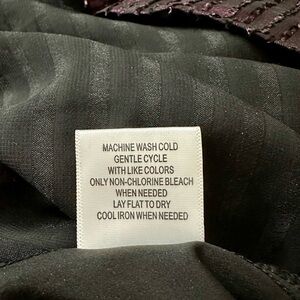 MACHINE WASH COLD
GENTLE CYCLE
WITH LIKE COLORS
ONLY NON-CHLORINE BLEACH
WHEN NEEDED
LAY FLAT TO DRY
COOL IRON WHEN NEEDED